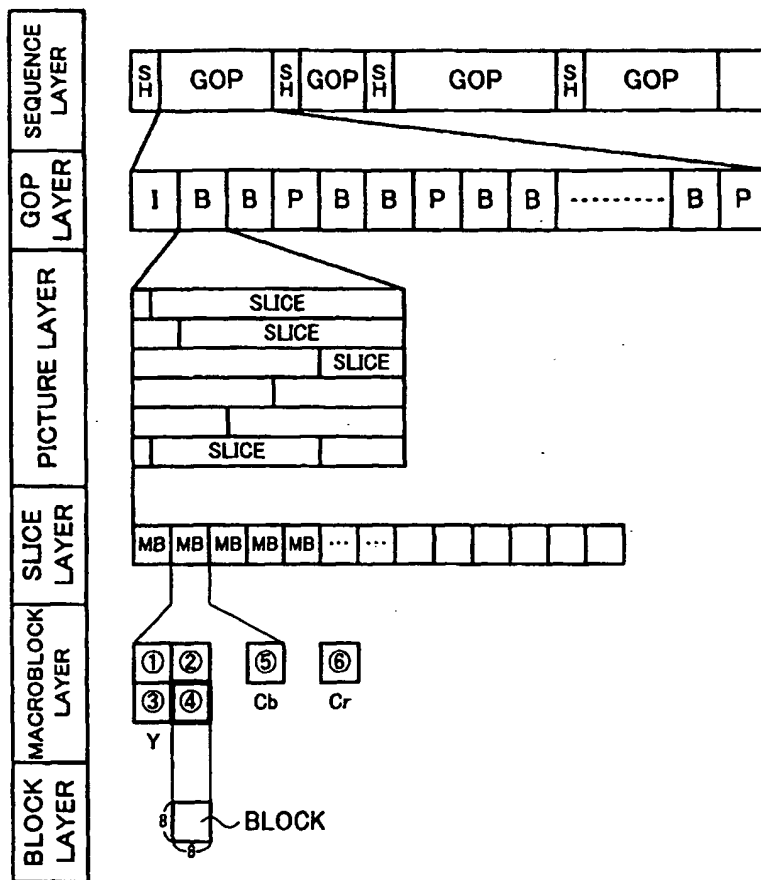 SEQUENCE LAYER
SH GOP SH GOP SH GOP SH GOP
GOP LAYER
I B B P B B P B B ......... B P
PICTURE LAYER
SLICE
SLICE
SLICE
SLICE
SLICE LAYER
MB MB MB MB MB ... ...
MACROBLOCK LAYER
① ② ⑤ ⑥
③ ④ Cb Cr
Y
BLOCK LAYER
8 BLOCK
8